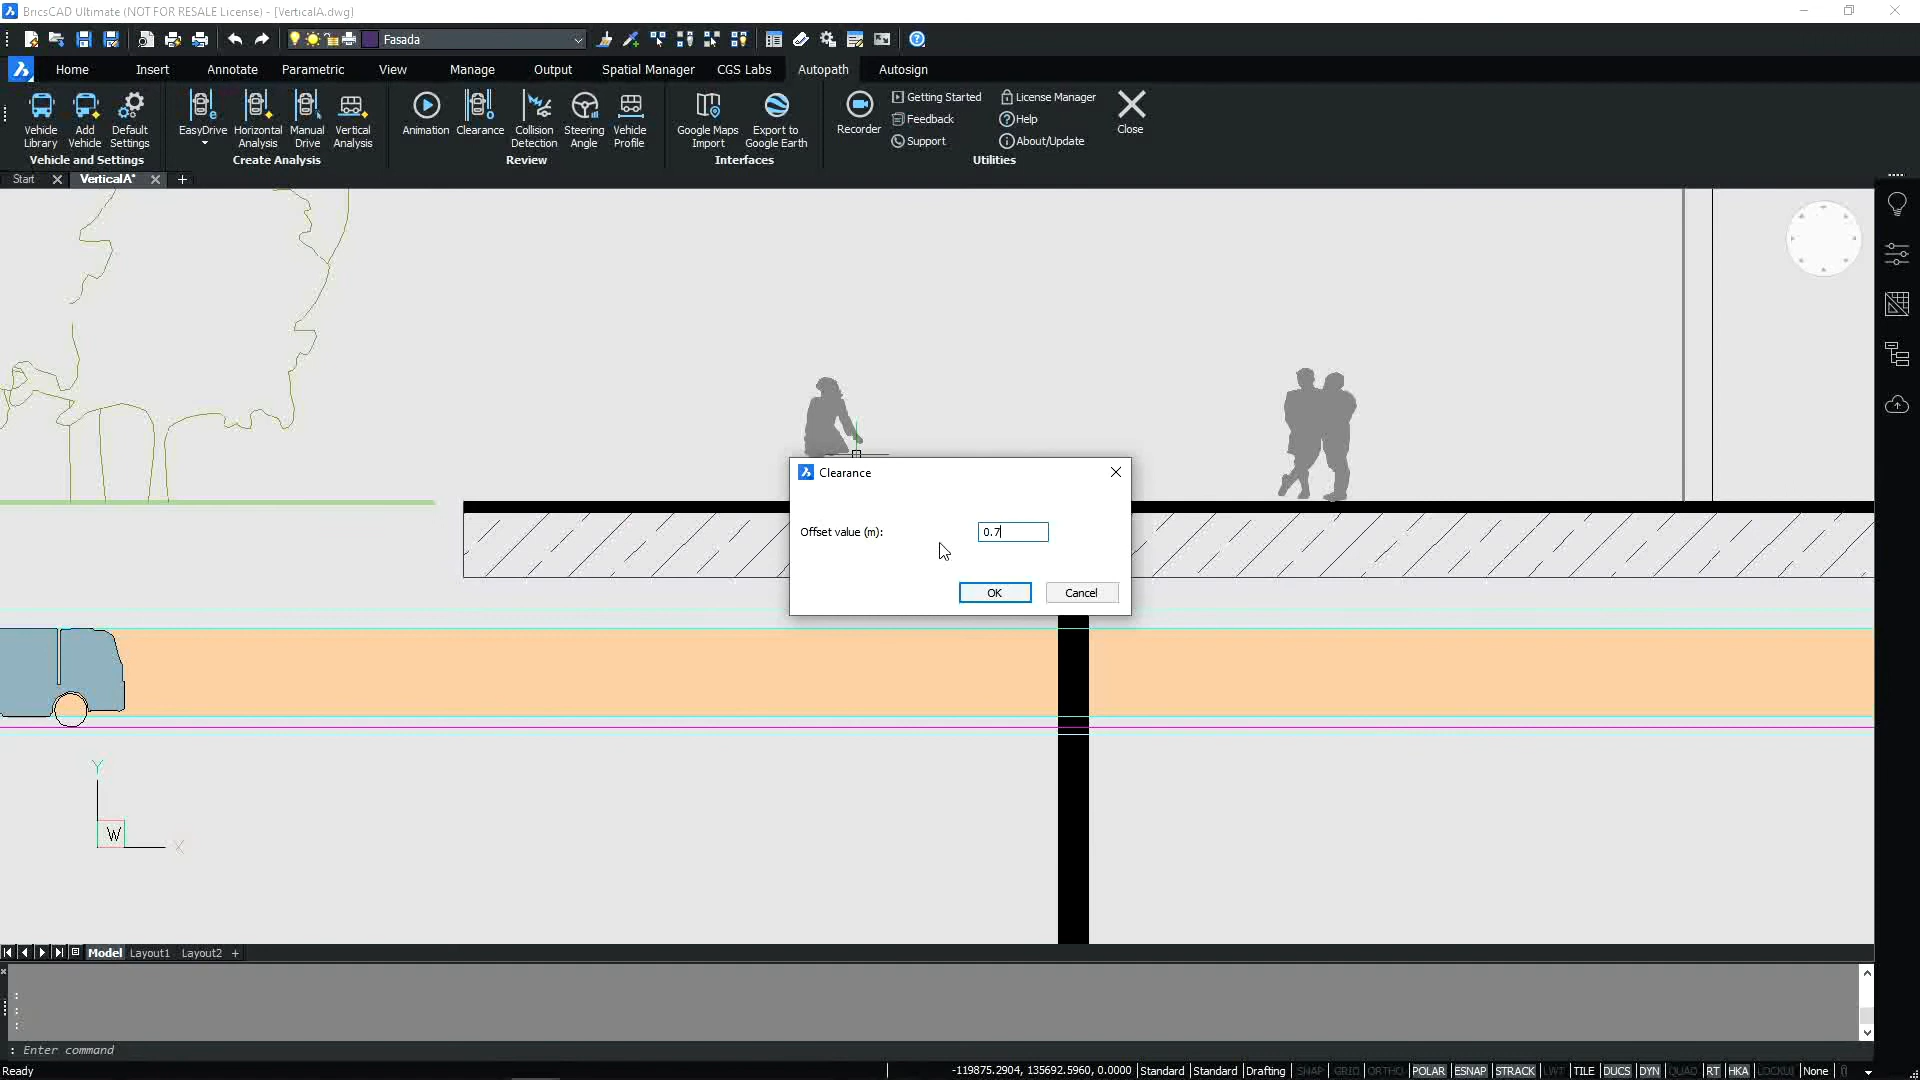 BricsCAD Ultimate (NOT FOR RESALE License) - [VerticalA.dwg]
Fasada
Home Insert Annotate Parametric View Manage Output Spatial Manager CGS Labs Autopath Autosign
Vehicle Library
Add Vehicle
Default Settings
Vehicle and Settings
EasyDrive
Horizontal Analysis
Manual Drive
Vertical Analysis
Create Analysis
Animation
Clearance
Collision Detection
Steering Angle
Vehicle Profile
Review
Google Maps Import
Export to Google Earth
Interfaces
Recorder
Getting Started
Feedback
Support
License Manager
Help
About/Update
Close
Utilities
Start VerticalA*
Clearance
Offset value (m): 0.7
OK Cancel
Y
W
X
Model Layout1 Layout2 +
:
:
:
: Enter command
Ready -119875.2904, 135692.5960, 0.0000 Standard Standard Drafting SNAP GRID ORTHO POLAR ESNAP STRACK LWT TILE DUCS DYN QUAD RT HKA LOCKUI None